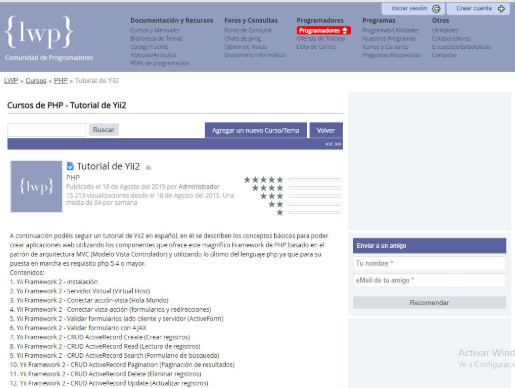 Iniciar sesión
Crear cuenta
{lwp}
Comunidad de Programadores
Documentación y Recursos
Cursos y Manuales
Biblioteca de Temas
Código Fuente
Noticias/Artículos
PDFs de programación
Foros y Consultas
Foros de Consulta
Chats de prog.
Tablón de Notas
Diccionario informático
Programadores
Programadores
Ofertas de Trabajo
Lista de Correo
Programas
Programas/Utilidades
Nuestros Programas
Iconos y Cursores
Preguntas/Respuestas
Otros
Utilidades
Colaboradores
Encuestas/Estadísticas
Contactar
LWP » Cursos » PHP » Tutorial de Yii2
Cursos de PHP - Tutorial de Yii2
Buscar
Agregar un nuevo Curso/Tema
Volver
<< >>
{lwp}
Tutorial de Yii2
PHP
Publicado el 18 de Agosto del 2015 por Administrador
15.213 visualizaciones desde el 18 de Agosto del 2015. Una
media de 84 por semana
A continuación podéis seguir un tutorial de Yii2 en español, en él se describen los conceptos básicos para poder
crear aplicaciones web utilizando los componentes que ofrece este magnífico Framework de PHP basado en el
patrón de arquitectura MVC (Modelo Vista Controlador) y utilizando lo último del lenguaje php ya que para su
puesta en marcha es requisito php 5.4 o mayor.
Contenidos:
1. Yii Framework 2 - instalación
2. Yii Framework 2 - Servidor Virtual (Virtual Host)
3. Yii Framework 2 - Conectar acción-vista (Hola Mundo)
4. Yii Framework 2 - Conectar vista-acción (formularios y redirecciones)
5. Yii Framework 2 - Validar formularios lado cliente y servidor (ActiveForm)
6. Yii Framework 2 - Validar formulario con AJAX
7. Yii Framework 2 - CRUD ActiveRecord Create (Crear registros)
8. Yii Framework 2 - CRUD ActiveRecord Read (Lectura de registros)
9. Yii Framework 2 - CRUD ActiveRecord Search (Formulario de búsqueda)
10. Yii Framework 2 - CRUD ActiveRecord Pagination (Paginación de resultados)
11. Yii Framework 2 - CRUD ActiveRecord Delete (Eliminar registros)
12. Yii Framework 2 - CRUD ActiveRecord Update (Actualizar registros)
Enviar a un amigo
Tu nombre *
eMail de tu amigo *
Recomendar
Activar Wind
Ve a Configuració